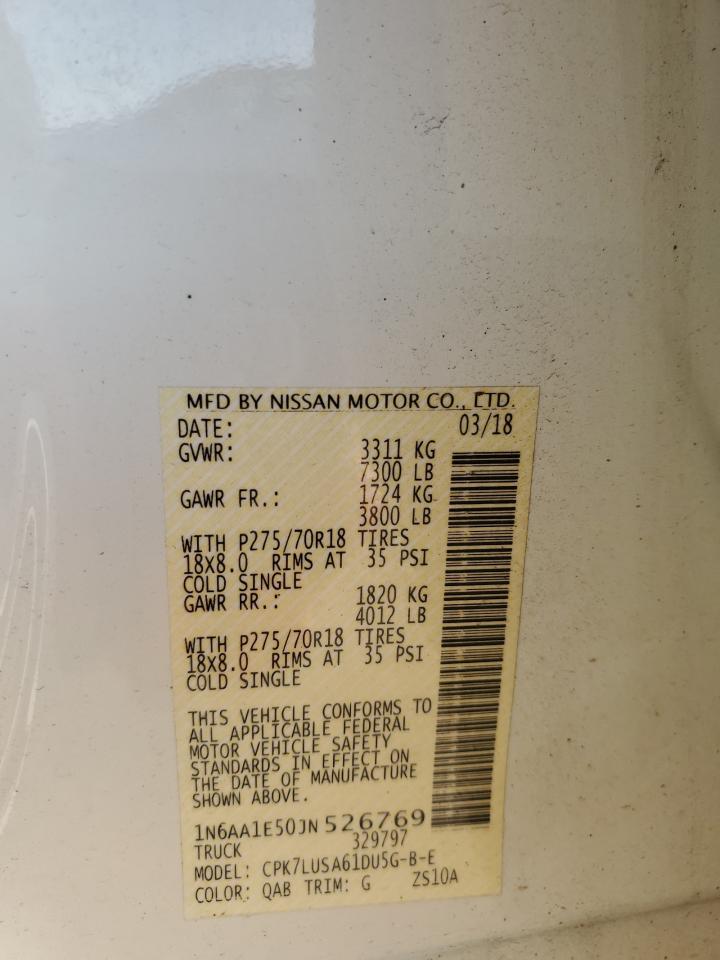 MFD BY NISSAN MOTOR CO., LTD.
DATE: 03/18
GVWR: 3311 KG
7300 LB
GAWR FR.: 1724 KG
3800 LB
WITH P275/70R18 TIRES
18X8.0 RIMS AT 35 PSI
COLD SINGLE
GAWR RR.: 1820 KG
4012 LB
WITH P275/70R18 TIRES
18X8.0 RIMS AT 35 PSI
COLD SINGLE
THIS VEHICLE CONFORMS TO
ALL APPLICABLE FEDERAL
MOTOR VEHICLE SAFETY
STANDARDS IN EFFECT ON
THE DATE OF MANUFACTURE
SHOWN ABOVE.
1N6AA1E50JN526769
TRUCK 329797
MODEL: CPK7LUSA61DU5G-B-E
COLOR: QAB TRIM: G ZS10A